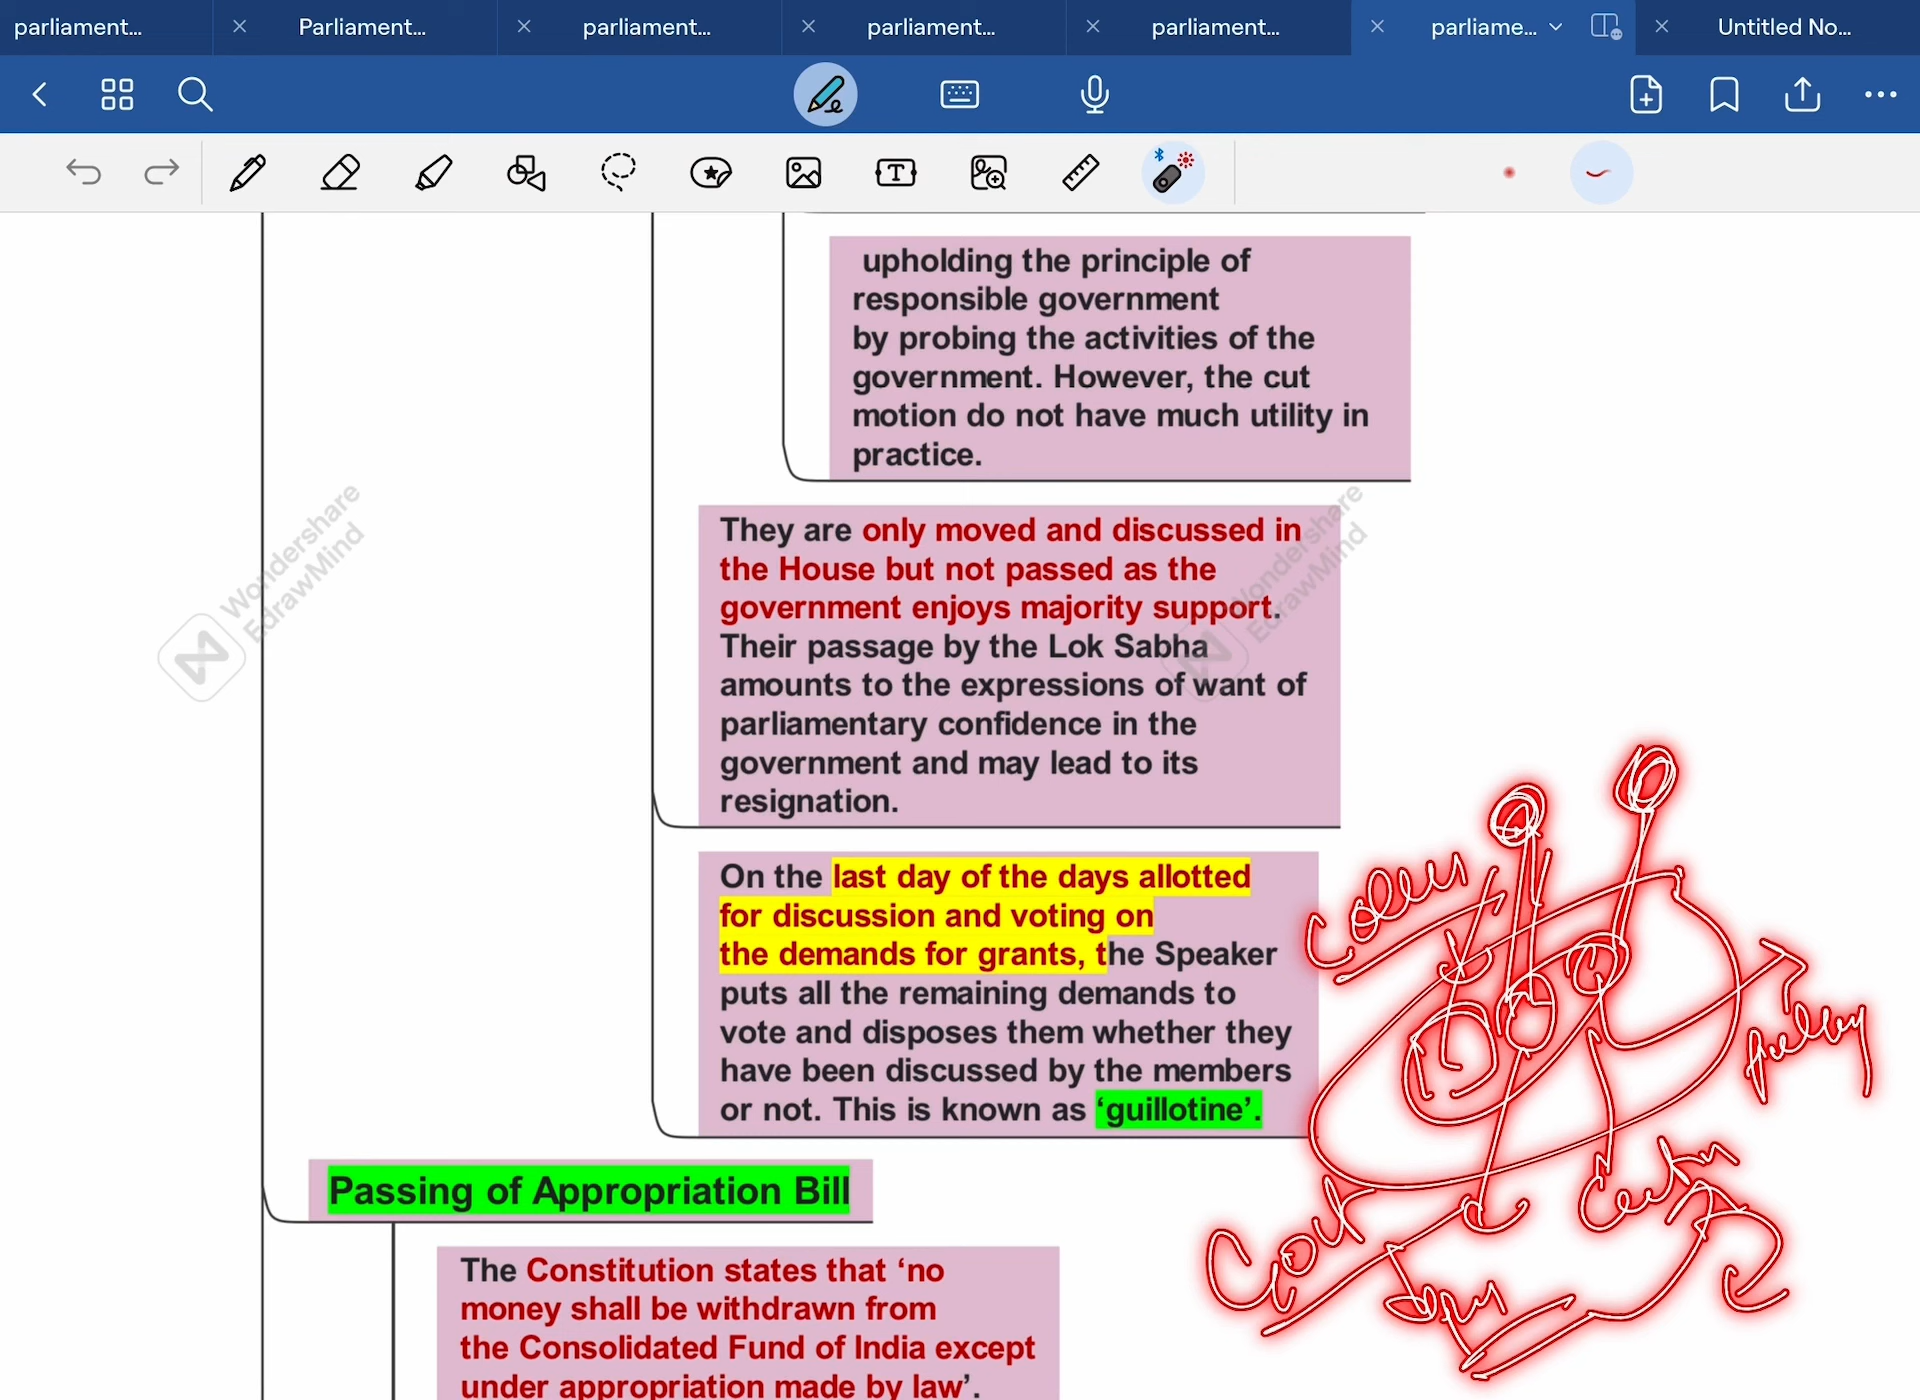 parliament...
Parliament...
parliament...
parliament...
parliament...
parliame...
Untitled No...
upholding the principle of
responsible government
by probing the activities of the
government. However, the cut
motion do not have much utility in
practice.
They are only moved and discussed in
the House but not passed as the
government enjoys majority support.
Their passage by the Lok Sabha
amounts to the expressions of want of
parliamentary confidence in the
government and may lead to its
resignation.
Wondershare
EdrawMind
Wondershare
EdrawMind
On the last day of the days allotted
for discussion and voting on
the demands for grants, the Speaker
puts all the remaining demands to
vote and disposes them whether they
have been discussed by the members
or not. This is known as ‘guillotine’.
Passing of Appropriation Bill
The Constitution states that ‘no
money shall be withdrawn from
the Consolidated Fund of India except
under appropriation made by law’.